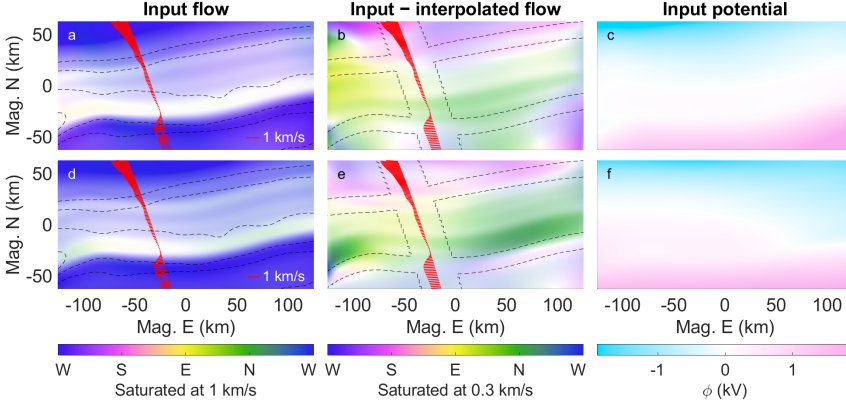 Input flow
Input − interpolated flow
Input potential
a
b
c
Mag. N (km)
50
0
-50
1 km/s
d
e
f
Mag. N (km)
50
0
-50
1 km/s
-100 -50 0 50 100
-100 -50 0 50 100
-100 -50 0 50 100
Mag. E (km)
Mag. E (km)
Mag. E (km)
W S E N W
W S E N W
-1 0 1
Saturated at 1 km/s
Saturated at 0.3 km/s
ϕ (kV)